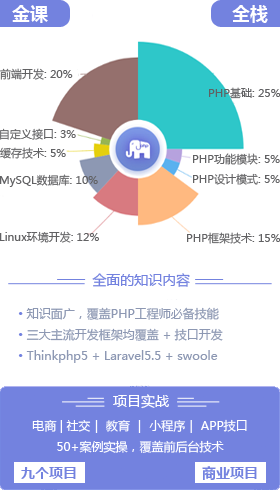 金课 全栈
前端开发: 20%
PHP基础: 25%
自定义接口: 3%
缓存技术: 5%
PHP功能模块: 5%
MySQL数据库: 10%
PHP设计模式: 5%
Linux环境开发: 12%
PHP框架技术: 15%
全面的知识内容
• 知识面广，覆盖PHP工程师必备技能
• 三大主流开发框架均覆盖 + 技口开发
• Thinkphp5 + Laravel5.5 + swoole
项目实战
电商 | 社交 | 教育 | 小程序 | APP技口
50+案例实操，覆盖前后台技术
九个项目 商业项目